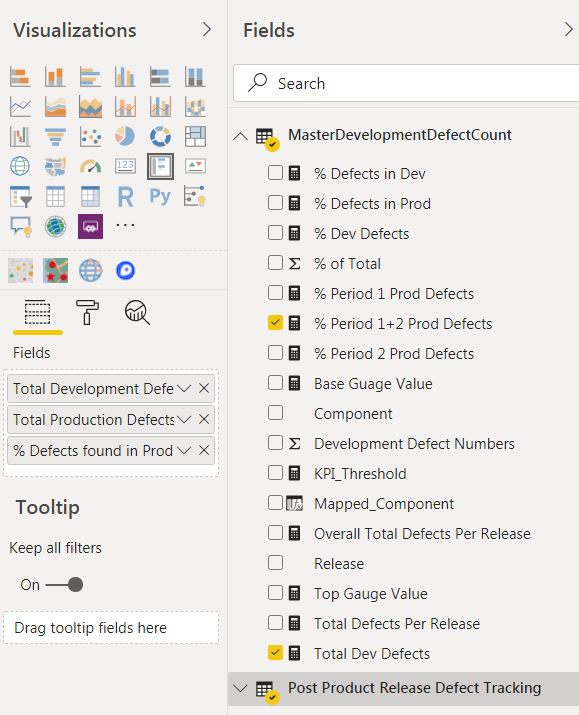 Visualizations
Fields
Search
123
R
Py
Fields
Total Development Defe
Total Production Defects
% Defects found in Prod
Tooltip
Keep all filters
On
Drag tooltip fields here
MasterDevelopmentDefectCount
% Defects in Dev
% Defects in Prod
% Dev Defects
% of Total
% Period 1 Prod Defects
% Period 1+2 Prod Defects
% Period 2 Prod Defects
Base Guage Value
Component
Development Defect Numbers
KPI_Threshold
Mapped_Component
Overall Total Defects Per Release
Release
Top Gauge Value
Total Defects Per Release
Total Dev Defects
Post Product Release Defect Tracking